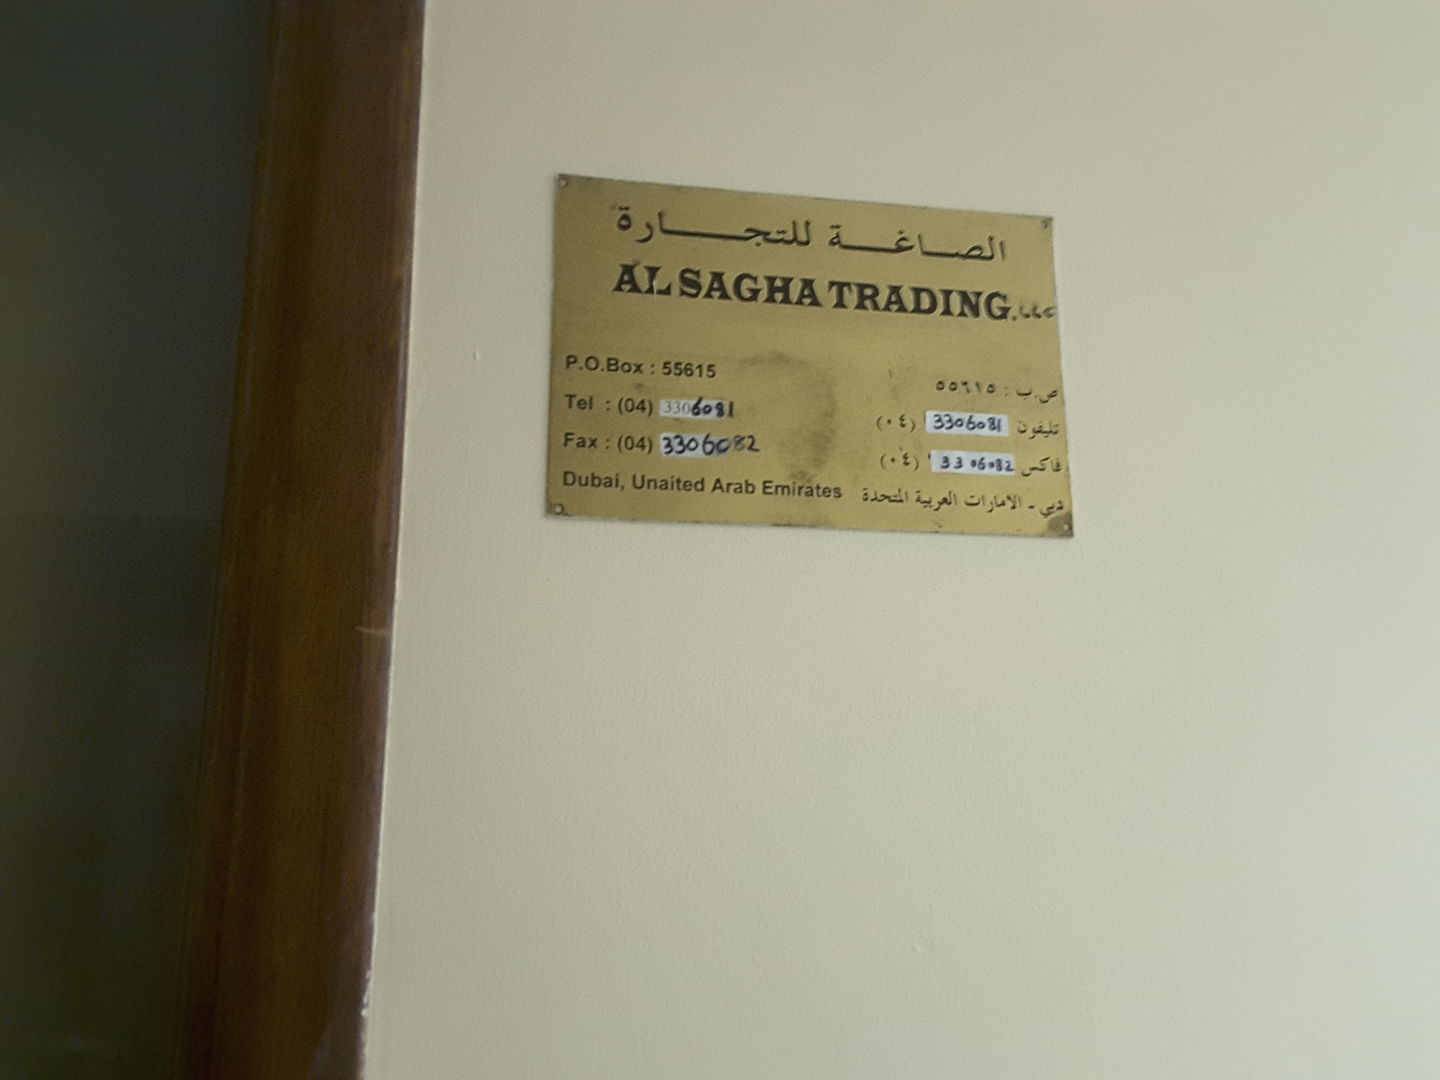 الصاغة للتجارة
AL SAGHA TRADING.
P.O.Box : 55615
ص.ب : ٥٥٦١٥
Tel : (04) 3306081
تليفون 3306081 (٠٤)
Fax : (04) 3306082
فاكس 3306082 (٠٤)
Dubai, Unaited Arab Emirates
دبي - الامارات العربية المتحدة